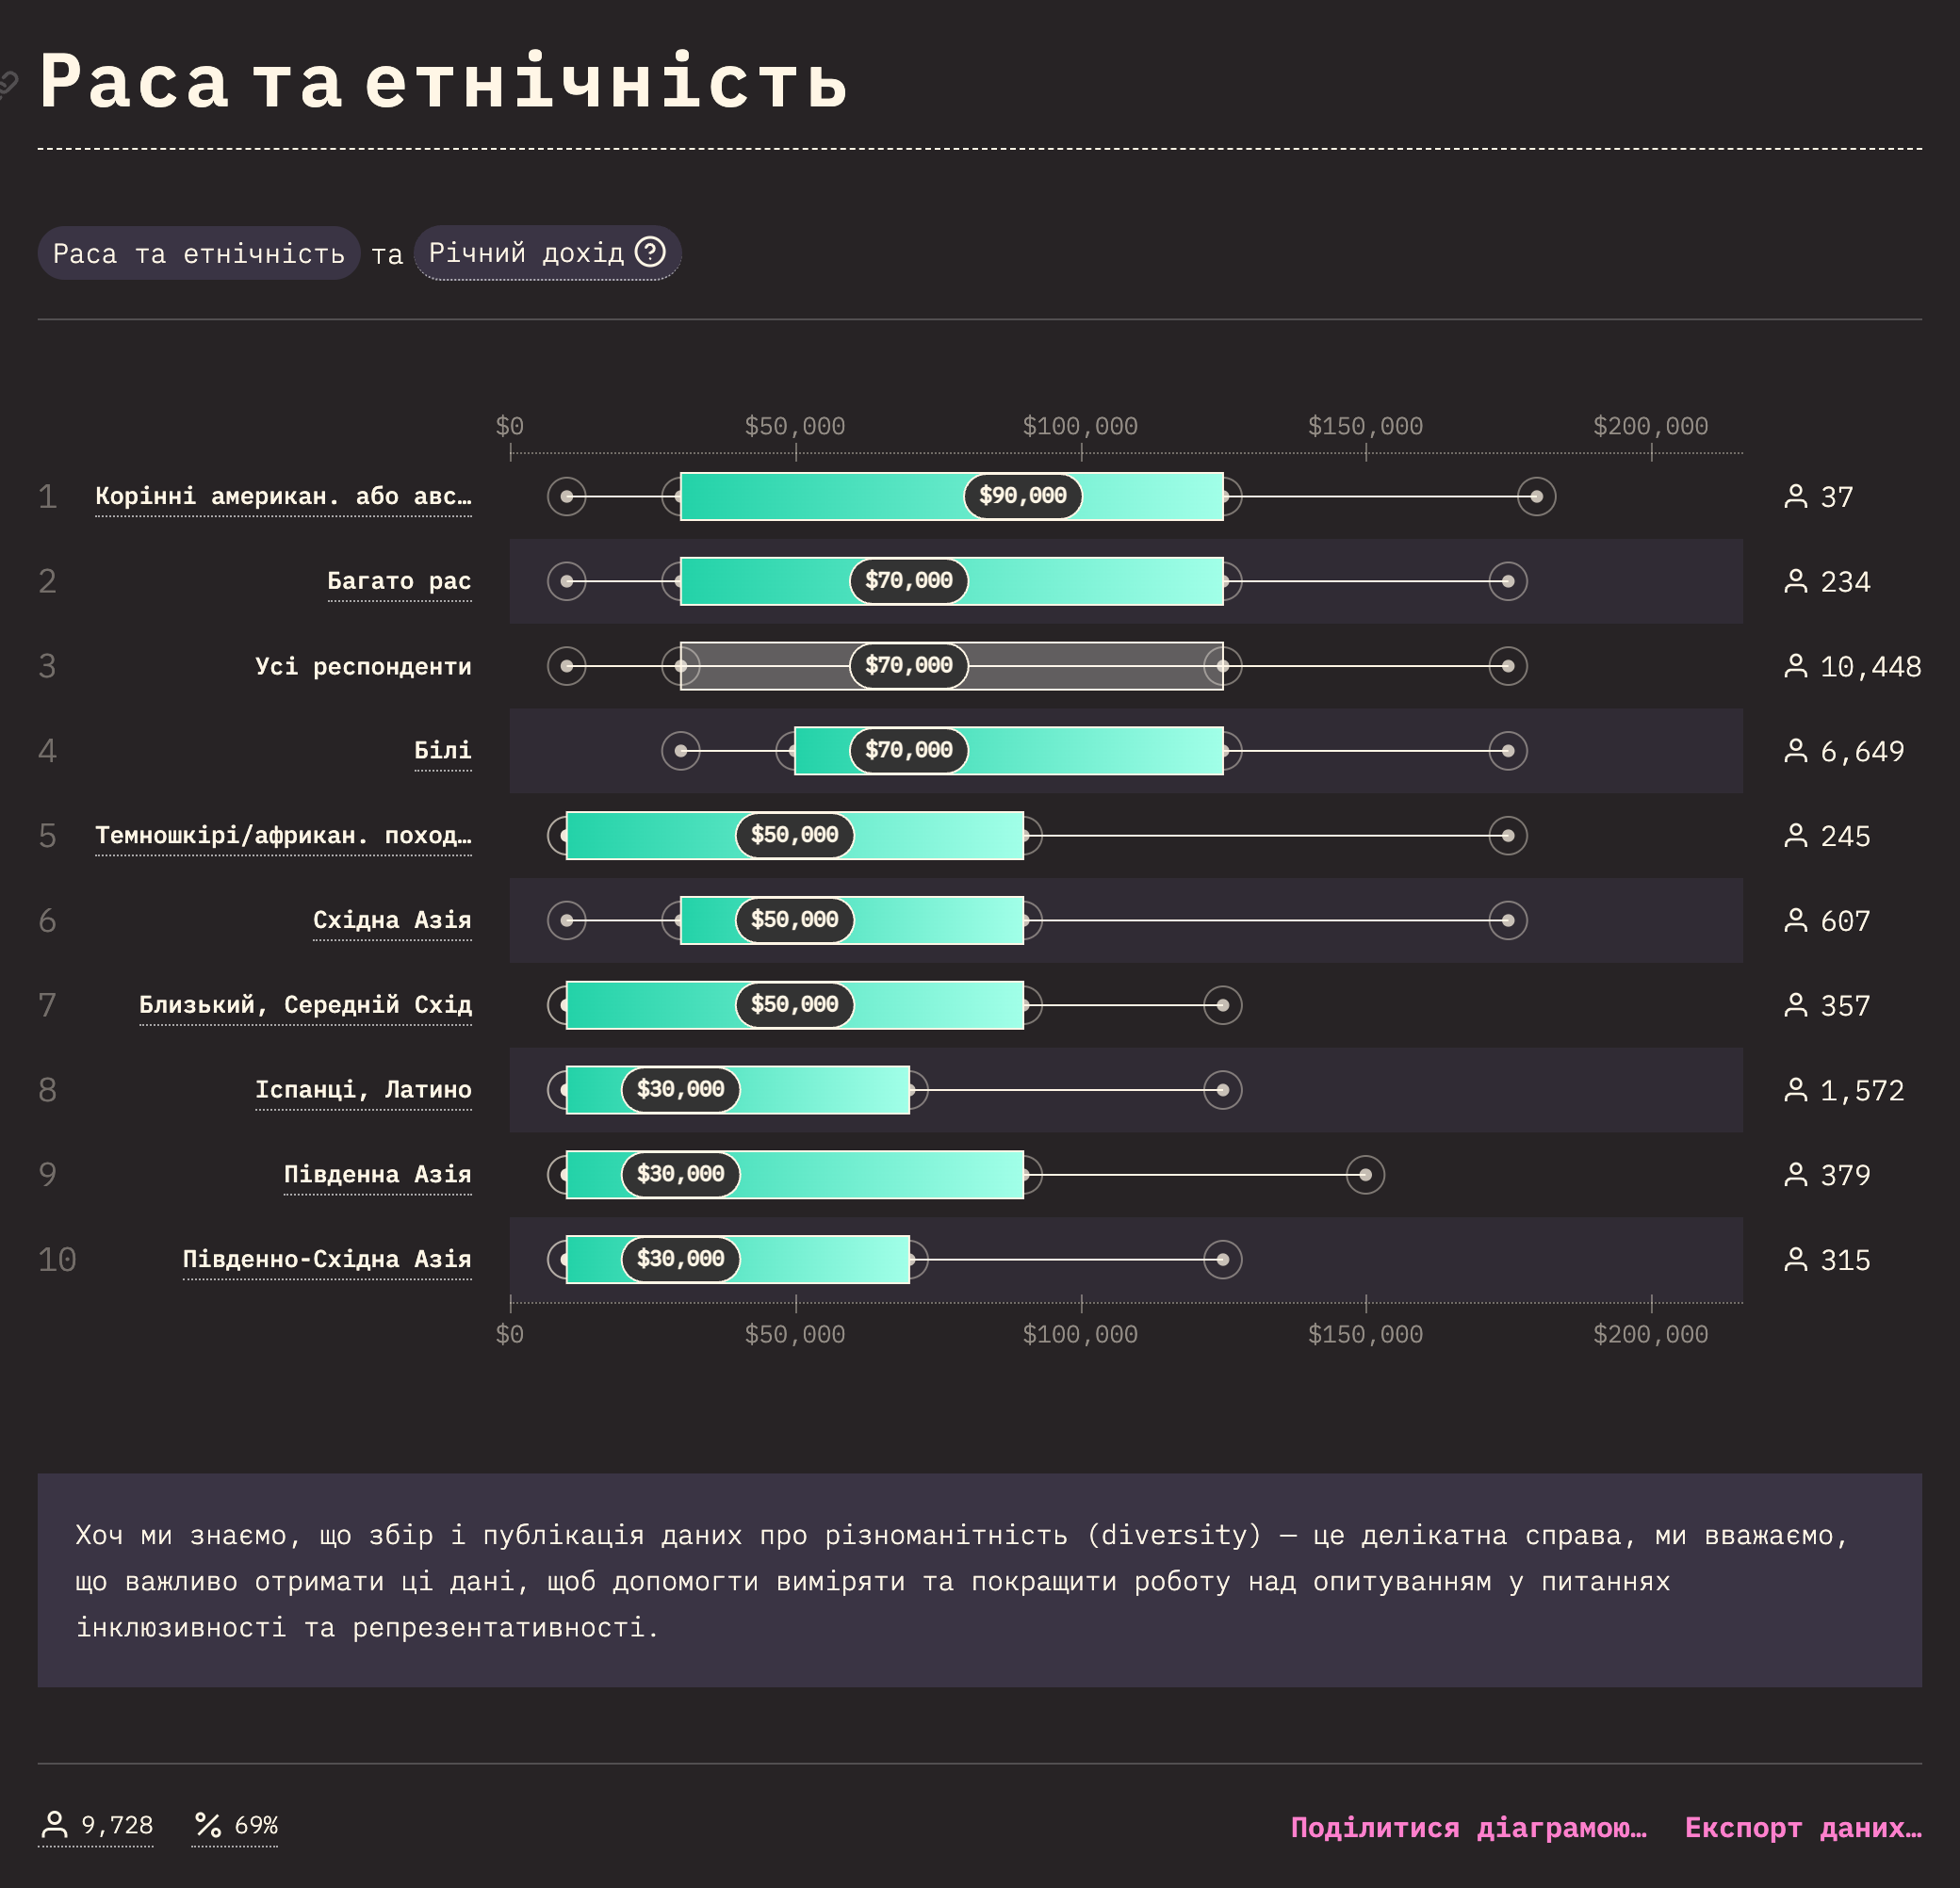 Раса та етнічність
Раса та етнічність та Річний дохід
$0 $50,000 $100,000 $150,000 $200,000
1 Корінні американ. або авс… $90,000 37
2 Багато рас $70,000 234
3 Усі респонденти $70,000 10,448
4 Білі $70,000 6,649
5 Темношкірі/африкан. поход… $50,000 245
6 Східна Азія $50,000 607
7 Близький, Середній Схід $50,000 357
8 Іспанці, Латино $30,000 1,572
9 Південна Азія $30,000 379
10 Південно-Східна Азія $30,000 315
$0 $50,000 $100,000 $150,000 $200,000
Хоч ми знаємо, що збір і публікація даних про різноманітність (diversity) — це делікатна справа, ми вважаємо,
що важливо отримати ці дані, щоб допомогти виміряти та покращити роботу над опитуванням у питаннях
інклюзивності та репрезентативності.
9,728 69% Поділитися діаграмою… Експорт даних…